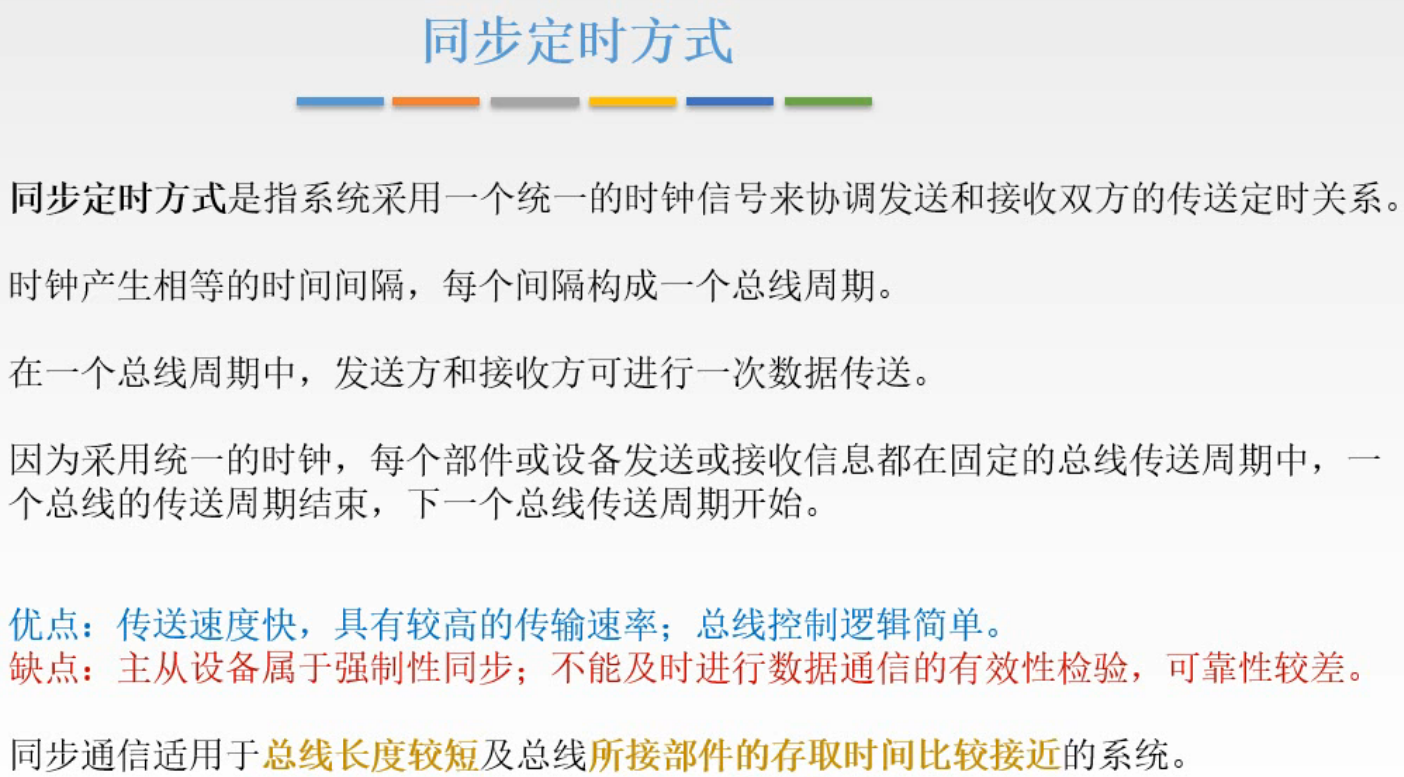 同步定时方式
同步定时方式是指系统采用一个统一的时钟信号来协调发送和接收双方的传送定时关系。
时钟产生相等的时间间隔，每个间隔构成一个总线周期。
在一个总线周期中，发送方和接收方可进行一次数据传送。
因为采用统一的时钟，每个部件或设备发送或接收信息都在固定的总线传送周期中，一
个总线的传送周期结束，下一个总线传送周期开始。
优点：传送速度快，具有较高的传输速率；总线控制逻辑简单。
缺点：主从设备属于强制性同步；不能及时进行数据通信的有效性检验，可靠性较差。
同步通信适用于总线长度较短及总线所接部件的存取时间比较接近的系统。